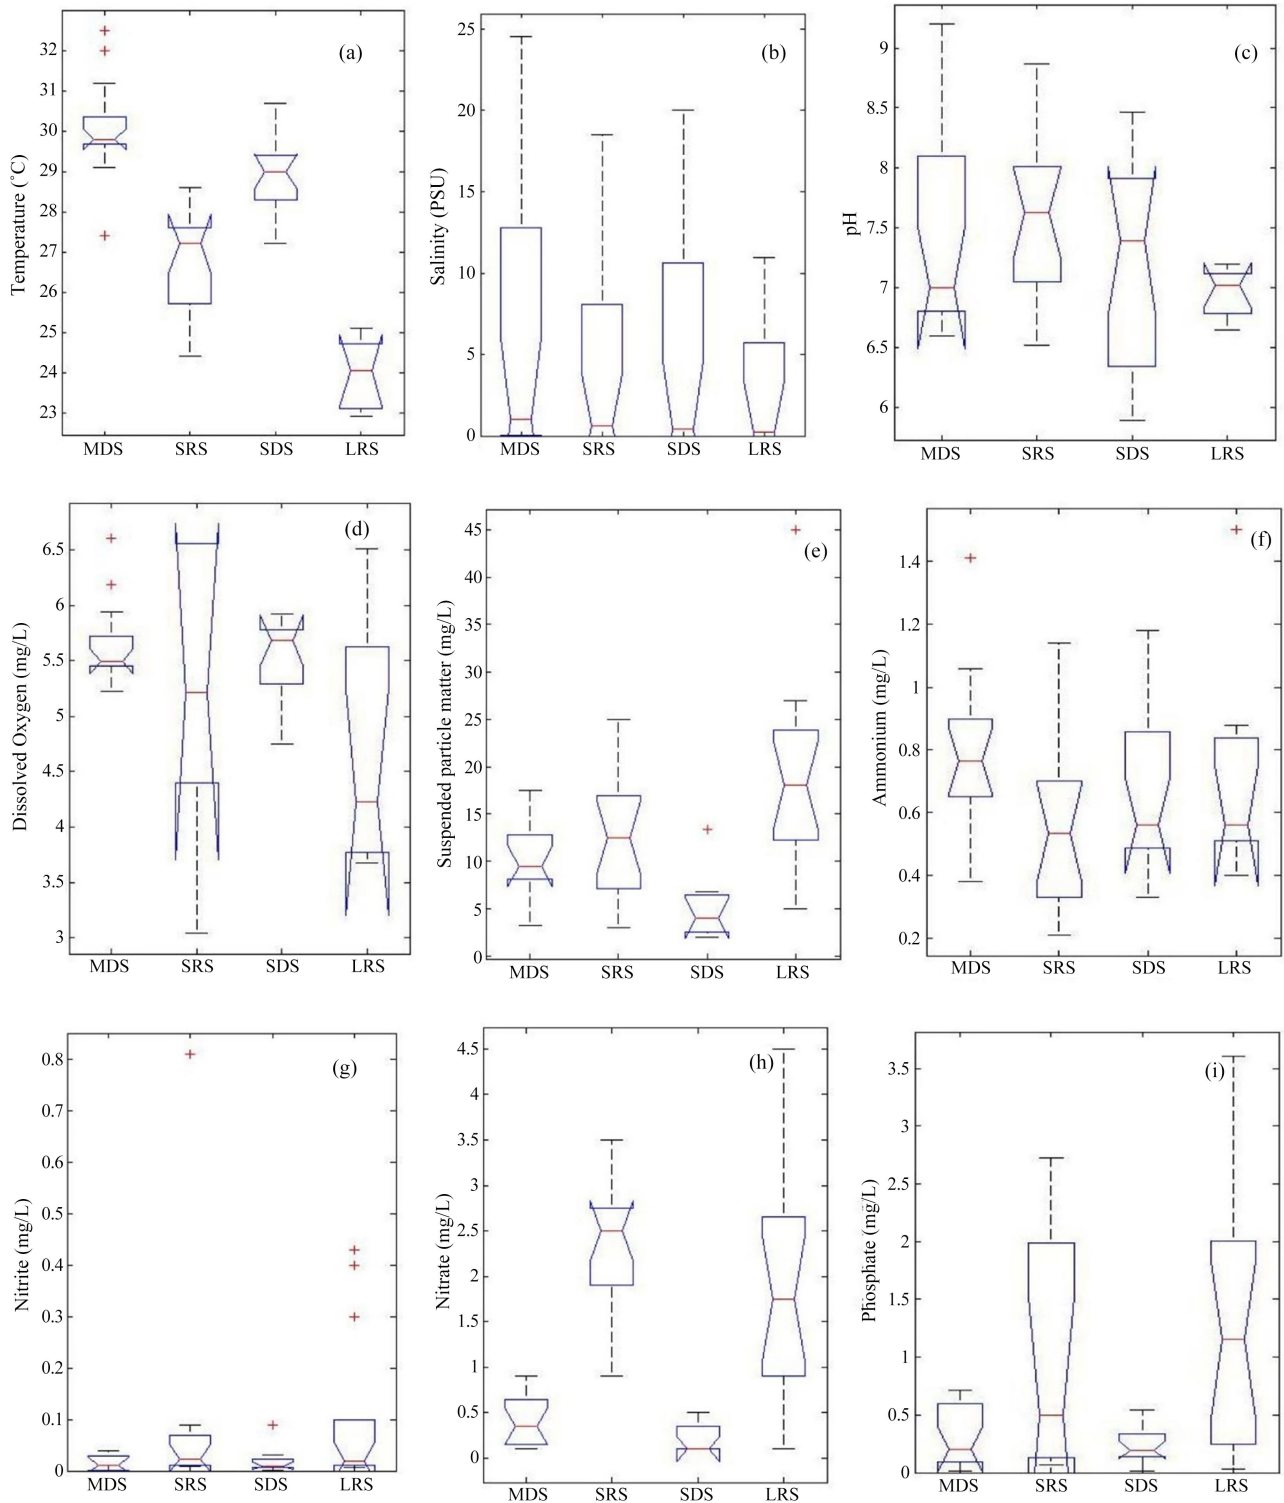 (a)
Temperature (˚C)
32
31
30
29
28
27
26
25
24
23
MDS SRS SDS LRS
(b)
Salinity (PSU)
25
20
15
10
5
0
MDS SRS SDS LRS
(c)
pH
9
8.5
8
7.5
7
6.5
6
MDS SRS SDS LRS
(d)
Dissolved Oxygen (mg/L)
6.5
6
5.5
5
4.5
4
3.5
3
MDS SRS SDS LRS
(e)
Suspended particle matter (mg/L)
45
40
35
30
25
20
15
10
5
0
MDS SRS SDS LRS
(f)
Ammonium (mg/L)
1.4
1.2
1
0.8
0.6
0.4
0.2
MDS SRS SDS LRS
(g)
Nitrite (mg/L)
0.8
0.7
0.6
0.5
0.4
0.3
0.2
0.1
0
MDS SRS SDS LRS
(h)
Nitrate (mg/L)
4.5
4
3.5
3
2.5
2
1.5
1
0.5
0
MDS SRS SDS LRS
(i)
Phosphate (mg/L)
3.5
3
2.5
2
1.5
1
0.5
0
MDS SRS SDS LRS